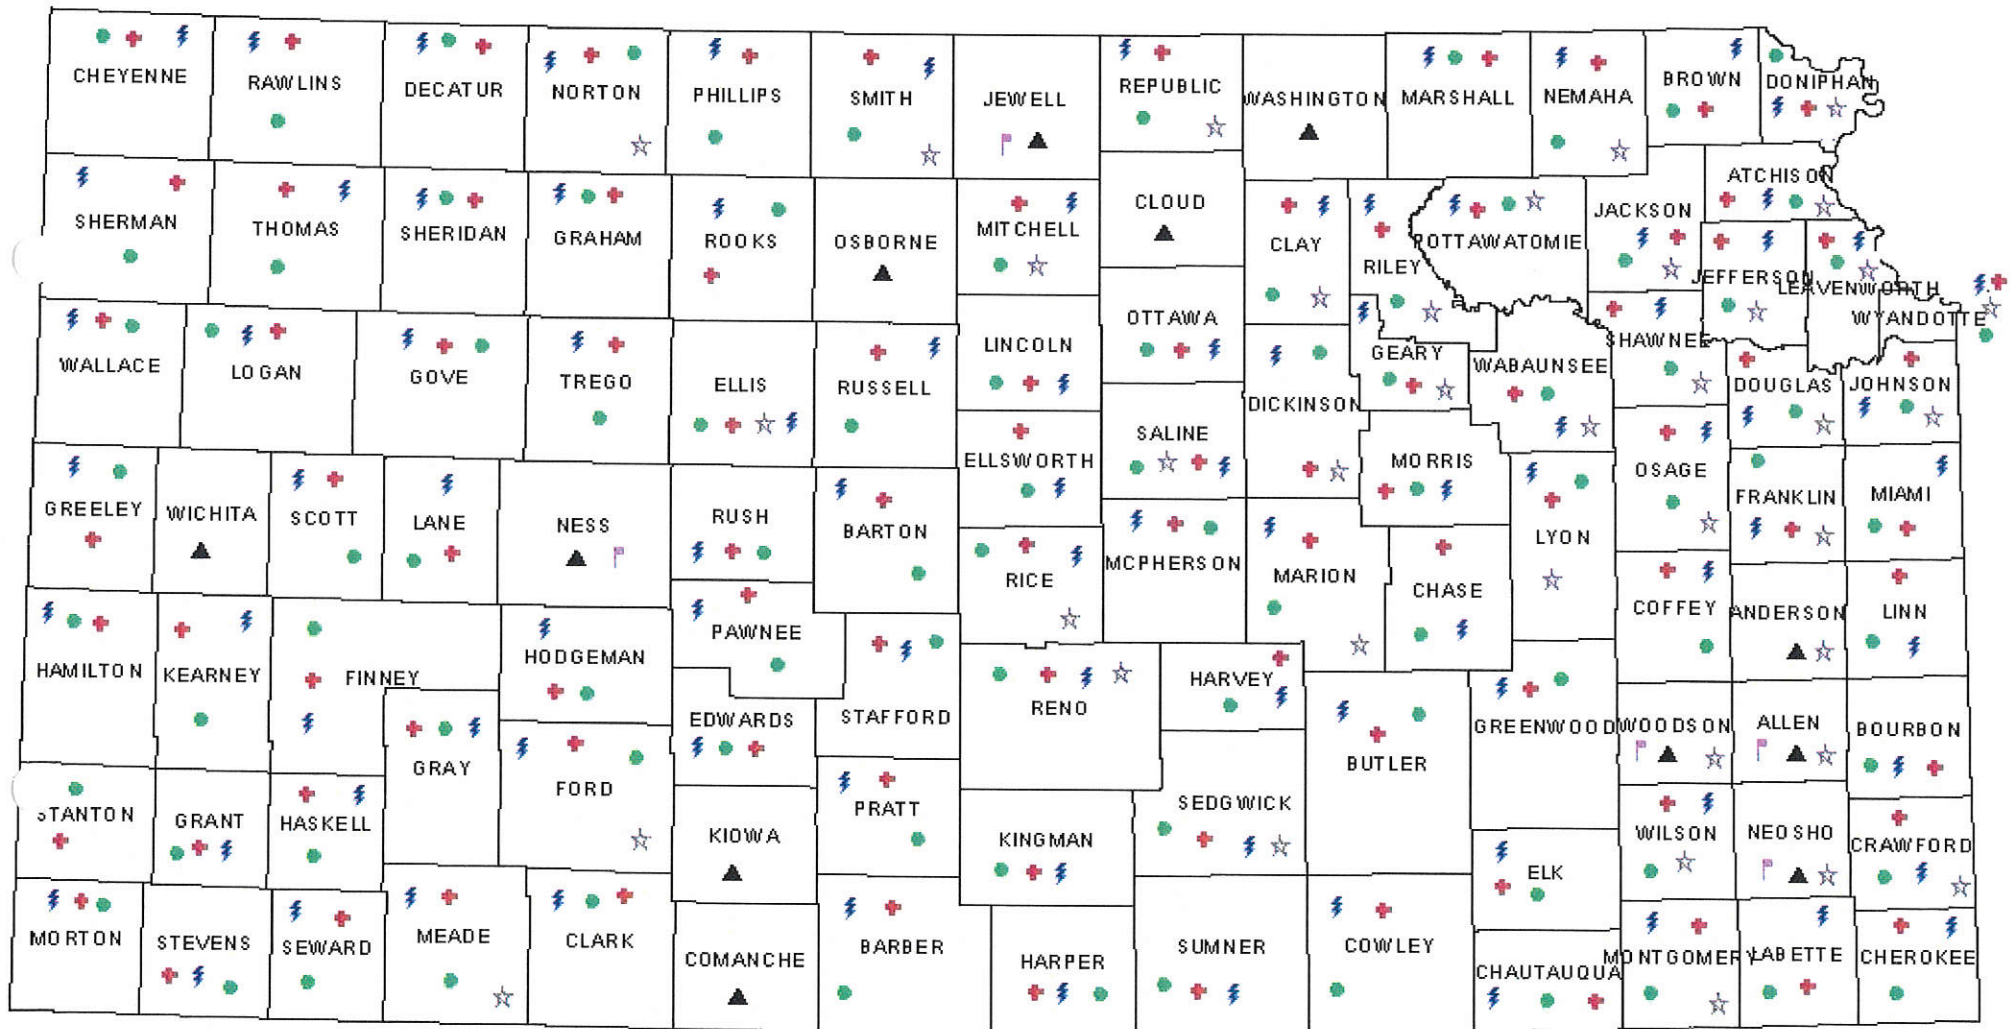 CHEYENNE
RAWLINS
DECATUR
NORTON
PHILLIPS
SMITH
JEWELL
REPUBLIC
WASHINGTON
MARSHALL
NEMAHA
BROWN
DONIPHAN
SHERMAN
THOMAS
SHERIDAN
GRAHAM
ROOKS
OSBORNE
MITCHELL
CLOUD
CLAY
RILEY
POTTAWATOMIE
JACKSON
ATCHISON
JEFFERSON
LEAVENWORTH
WYANDOTTE
WALLACE
LOGAN
GOVE
TREGO
ELLIS
RUSSELL
LINCOLN
OTTAWA
DICKINSON
GEARY
WABAUNSEE
SHAWNEE
DOUGLAS
JOHNSON
GREELEY
WICHITA
SCOTT
LANE
NESS
RUSH
BARTON
ELLSWORTH
SALINE
MORRIS
LYON
OSAGE
FRANKLIN
MIAMI
RICE
MCPHERSON
MARION
CHASE
COFFEY
ANDERSON
LINN
HAMILTON
KEARNEY
FINNEY
HODGEMAN
PAWNEE
STAFFORD
EDWARDS
RENO
HARVEY
BUTLER
GREENWOOD
WOODSON
ALLEN
BOURBON
STANTON
GRANT
HASKELL
GRAY
FORD
KIOWA
PRATT
KINGMAN
SEDGWICK
ELK
WILSON
NEOSHO
CRAWFORD
MORTON
STEVENS
SEWARD
MEADE
CLARK
COMANCHE
BARBER
HARPER
SUMNER
COWLEY
CHAUTAUQUA
MONTGOMERY
LABETTE
CHEROKEE